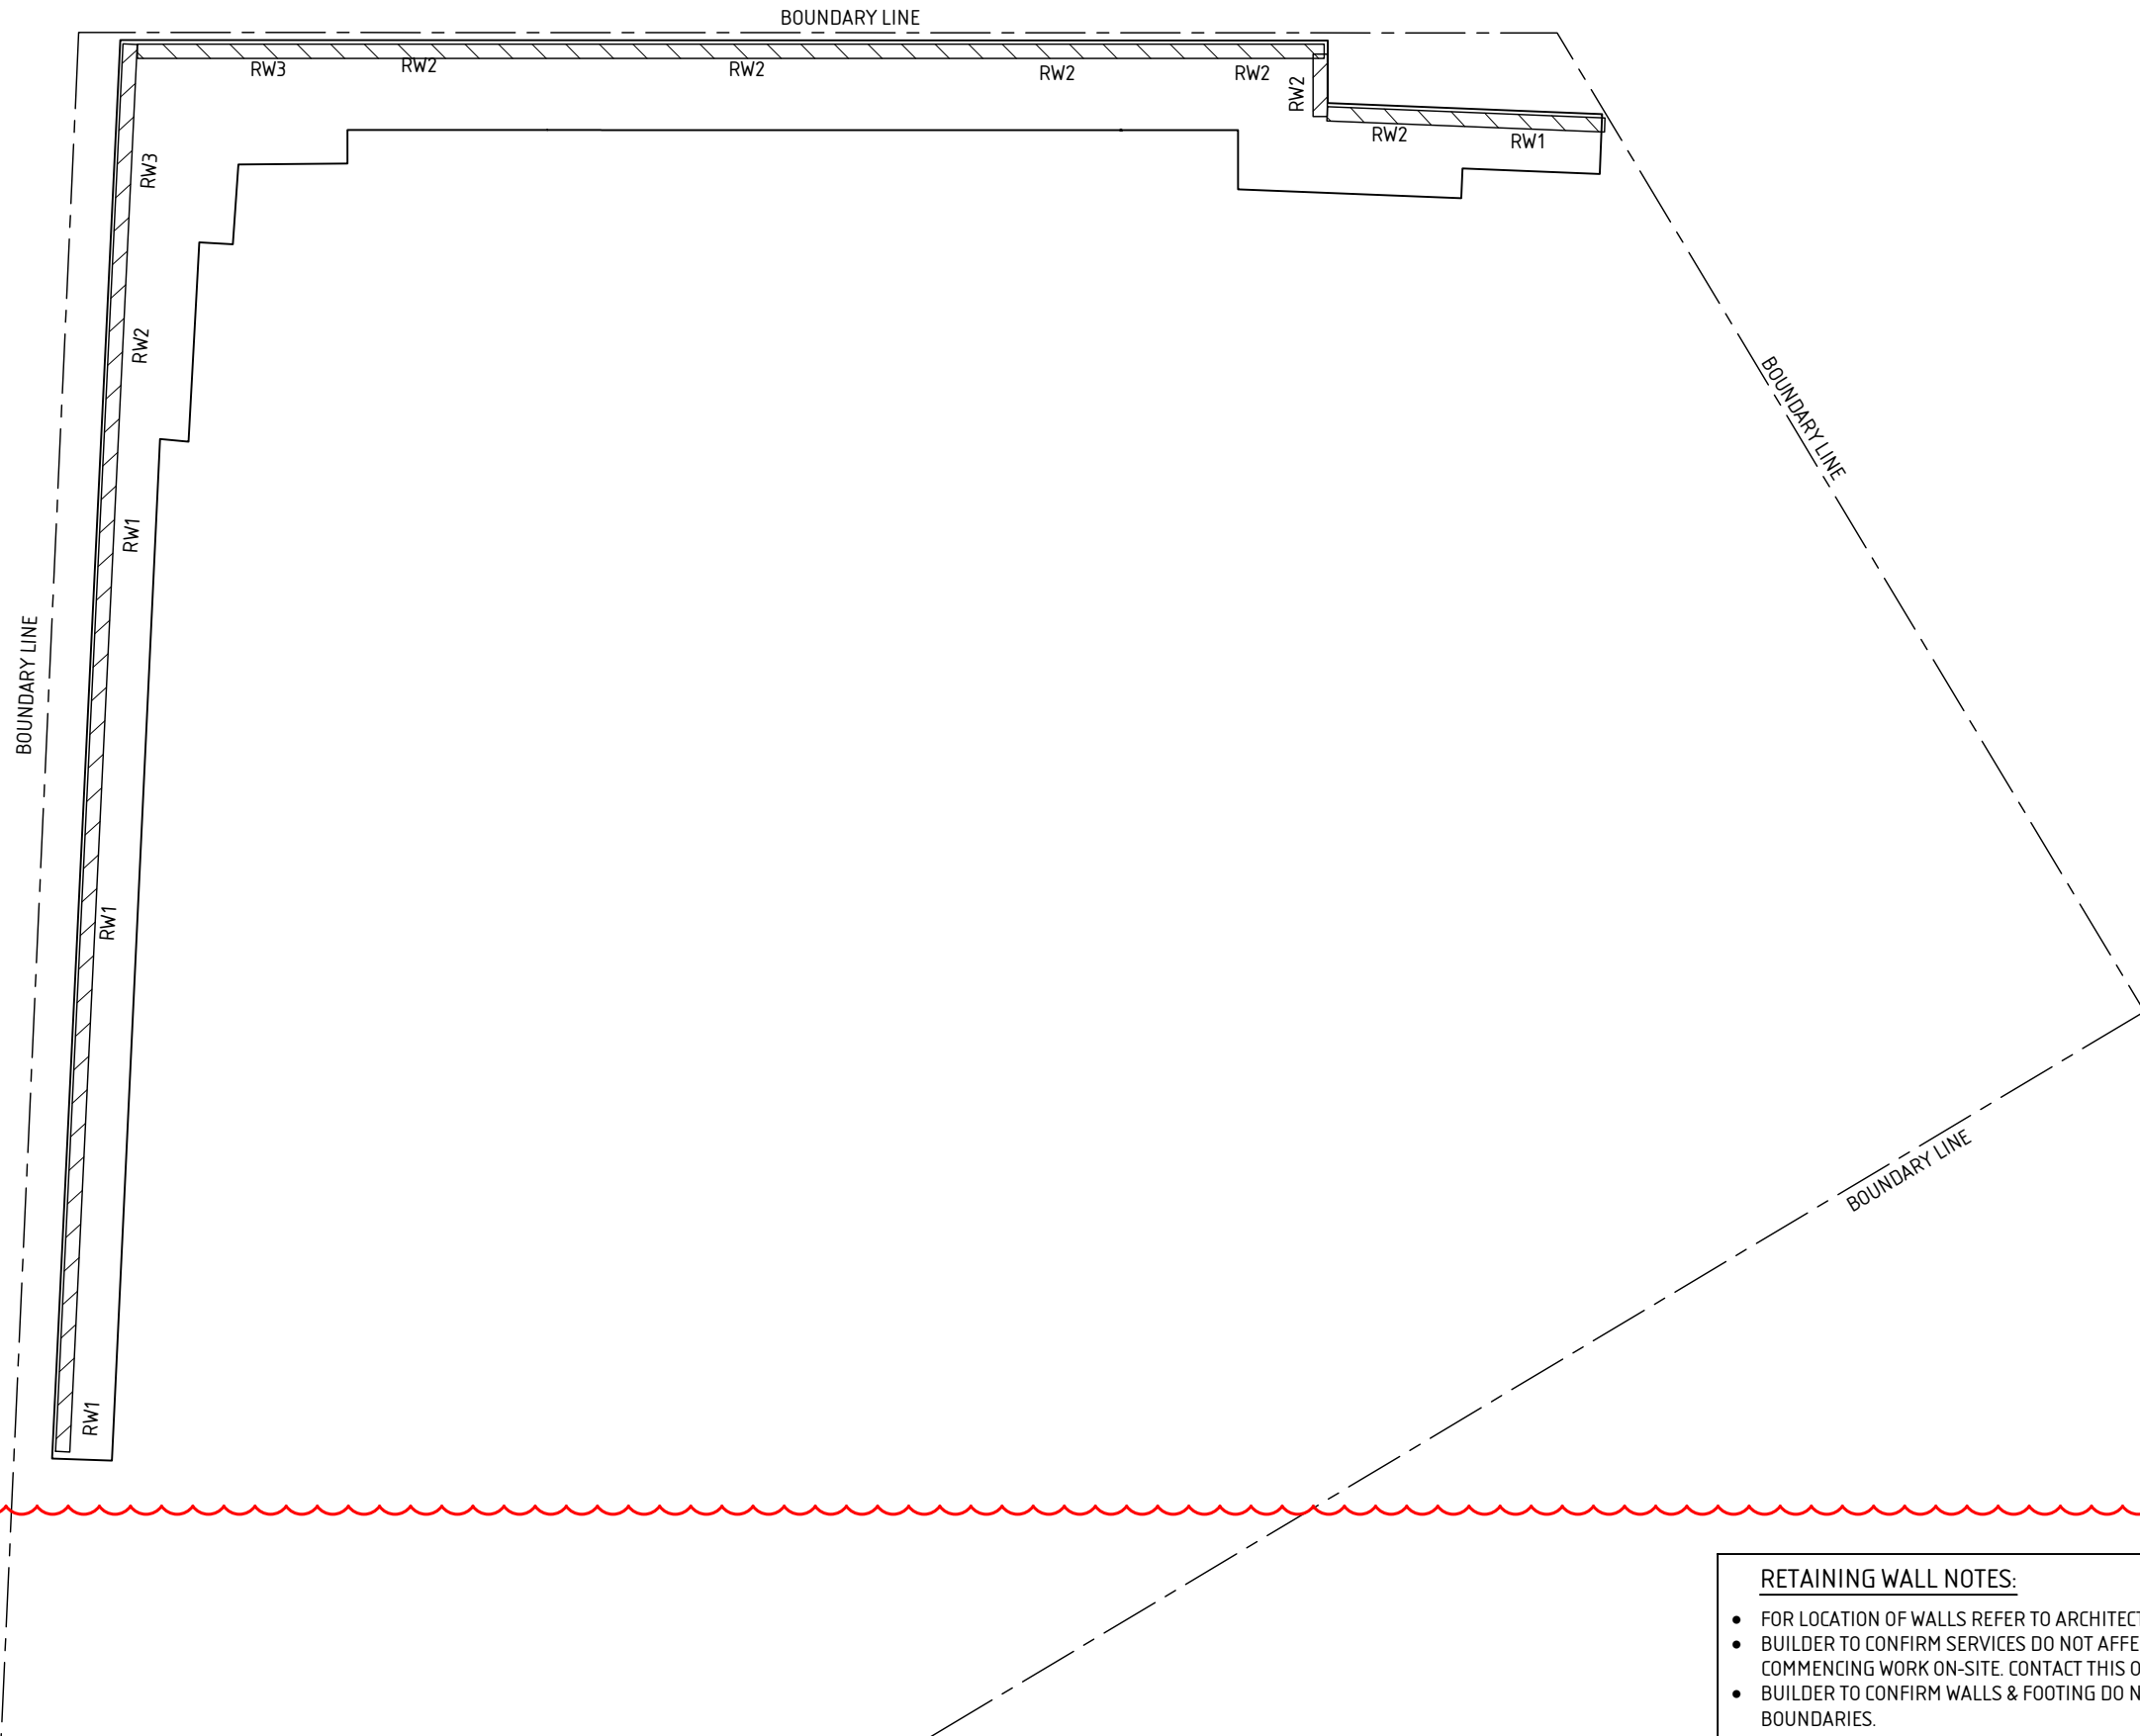 BOUNDARY LINE
RW3
RW2
RW2
RW2
RW2
RW2
RW2
RW1
RW3
RW2
RW1
RW1
RW1
BOUNDARY LINE
BOUNDARY LINE
BOUNDARY LINE
RETAINING WALL NOTES:
• FOR LOCATION OF WALLS REFER TO ARCHITECT
• BUILDER TO CONFIRM SERVICES DO NOT AFFE
COMMENCING WORK ON-SITE. CONTACT THIS O
• BUILDER TO CONFIRM WALLS & FOOTING DO N
BOUNDARIES.